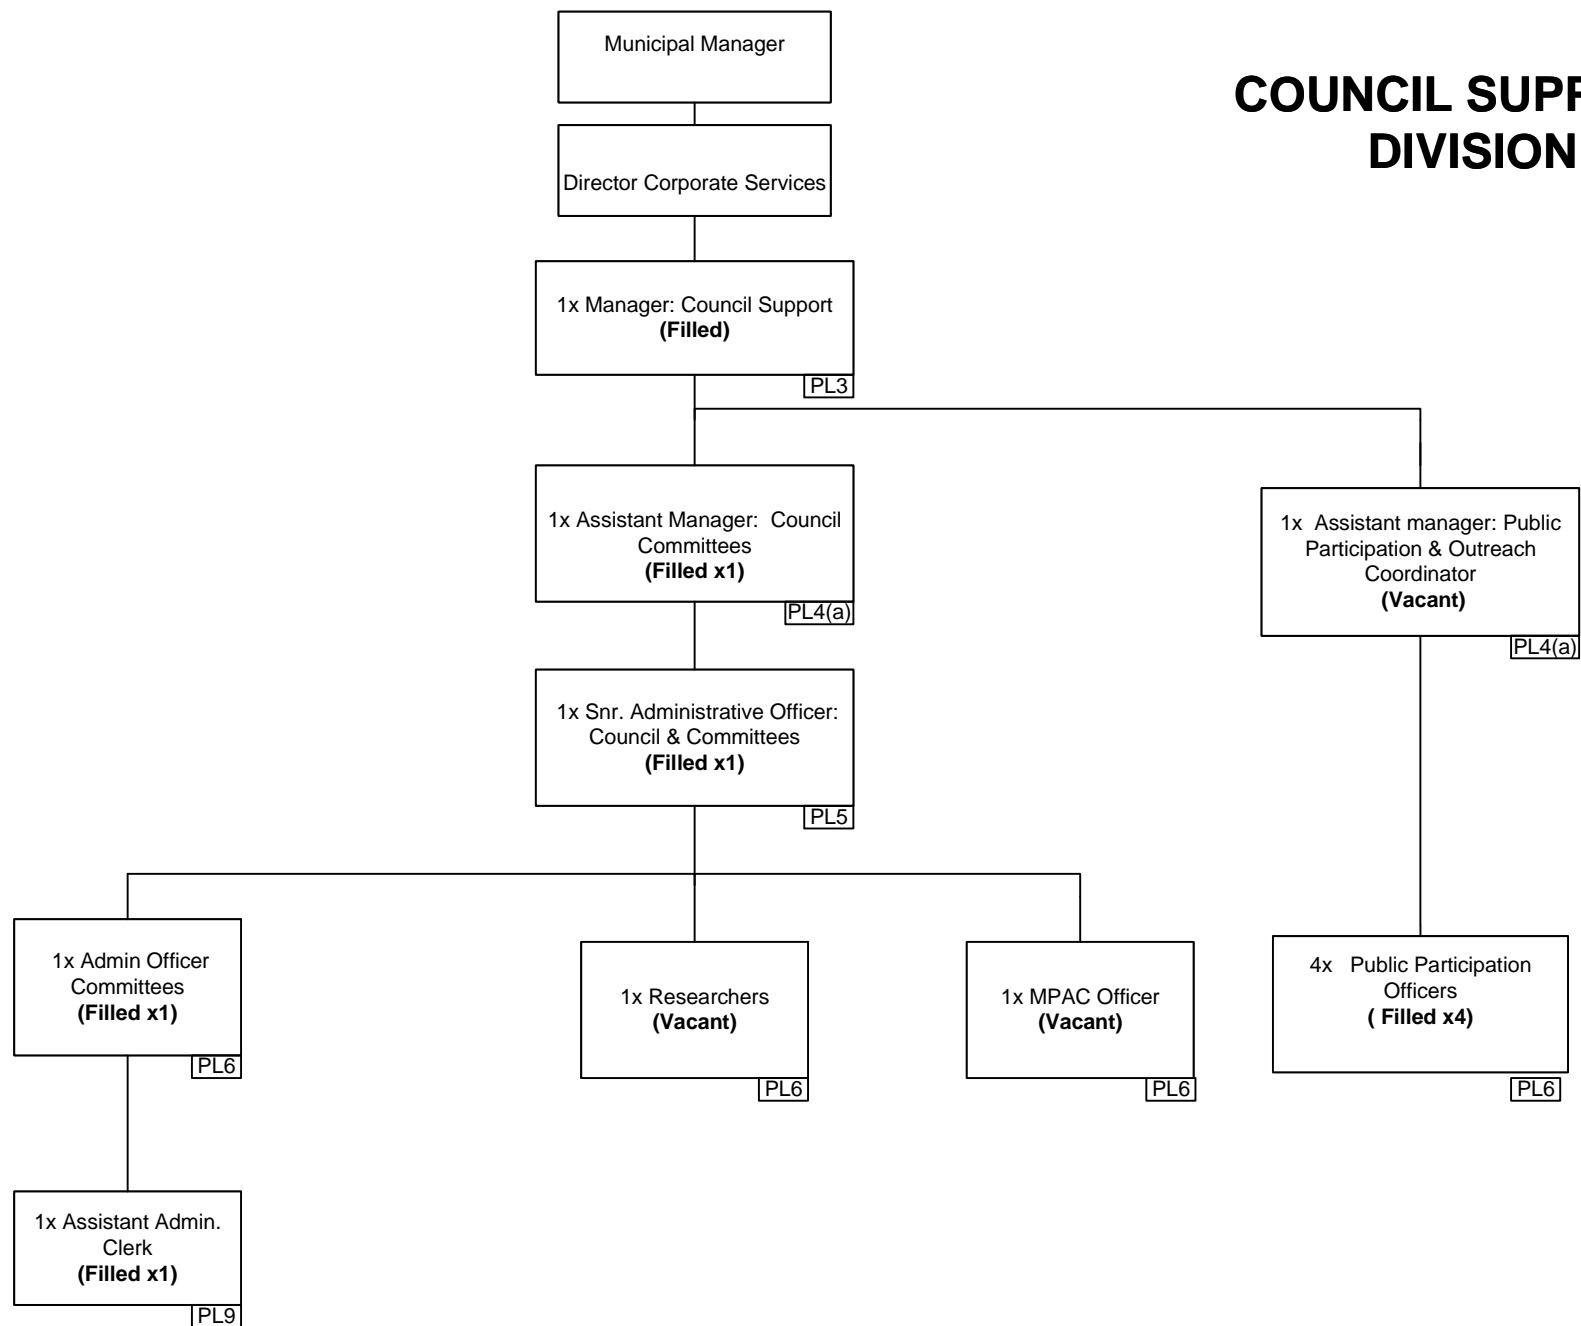 Municipal Manager
COUNCIL SUPP
DIVISION
Director Corporate Services
1x Manager: Council Support
(Filled)
PL3
1x Assistant Manager:  Council
Committees
(Filled x1)
PL4(a)
1x  Assistant manager: Public
Participation & Outreach
Coordinator
(Vacant)
PL4(a)
1x Snr. Administrative Officer:
Council & Committees
(Filled x1)
PL5
1x Admin Officer
Committees
(Filled x1)
PL6
1x Researchers
(Vacant)
PL6
1x MPAC Officer
(Vacant)
PL6
4x   Public Participation
Officers
( Filled x4)
PL6
1x Assistant Admin.
Clerk
(Filled x1)
PL9